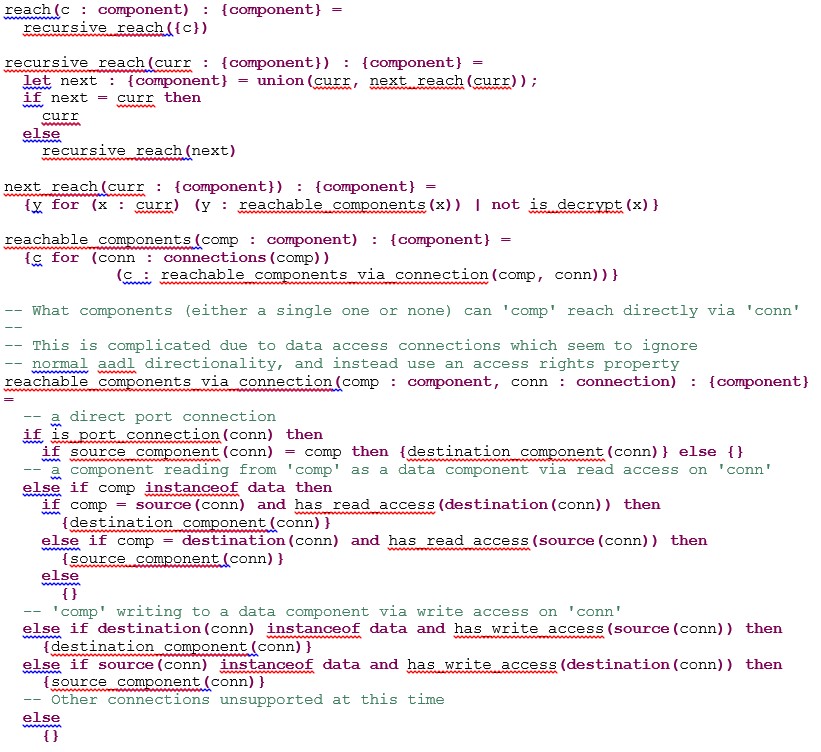 reach(c : component) : {component} =
  recursive_reach({c})

recursive_reach(curr : {component}) : {component} =
  let next : {component} = union(curr, next_reach(curr));
  if next = curr then
    curr
  else
    recursive_reach(next)

next_reach(curr : {component}) : {component} =
  {y for (x : curr) (y : reachable_components(x)) | not is_decrypt(x)}

reachable_components(comp : component) : {component} =
  {c for (conn : connections(comp))
            (c : reachable_components_via_connection(comp, conn))}

-- What components (either a single one or none) can 'comp' reach directly via 'conn'
--
-- This is complicated due to data access connections which seem to ignore
-- normal aadl directionality, and instead use an access rights property
reachable_components_via_connection(comp : component, conn : connection) : {component}
=
  -- a direct port connection
  if is_port_connection(conn) then
    if source_component(conn) = comp then {destination_component(conn)} else {}
  -- a component reading from 'comp' as a data component via read access on 'conn'
  else if comp instanceof data then
    if comp = source(conn) and has_read_access(destination(conn)) then
      {destination_component(conn)}
    else if comp = destination(conn) and has_read_access(source(conn)) then
      {source_component(conn)}
    else
      {}
  -- 'comp' writing to a data component via write access on 'conn'
  else if destination(conn) instanceof data and has_write_access(source(conn)) then
    {destination_component(conn)}
  else if source(conn) instanceof data and has_write_access(destination(conn)) then
    {source_component(conn)}
  -- Other connections unsupported at this time
  else
    {}